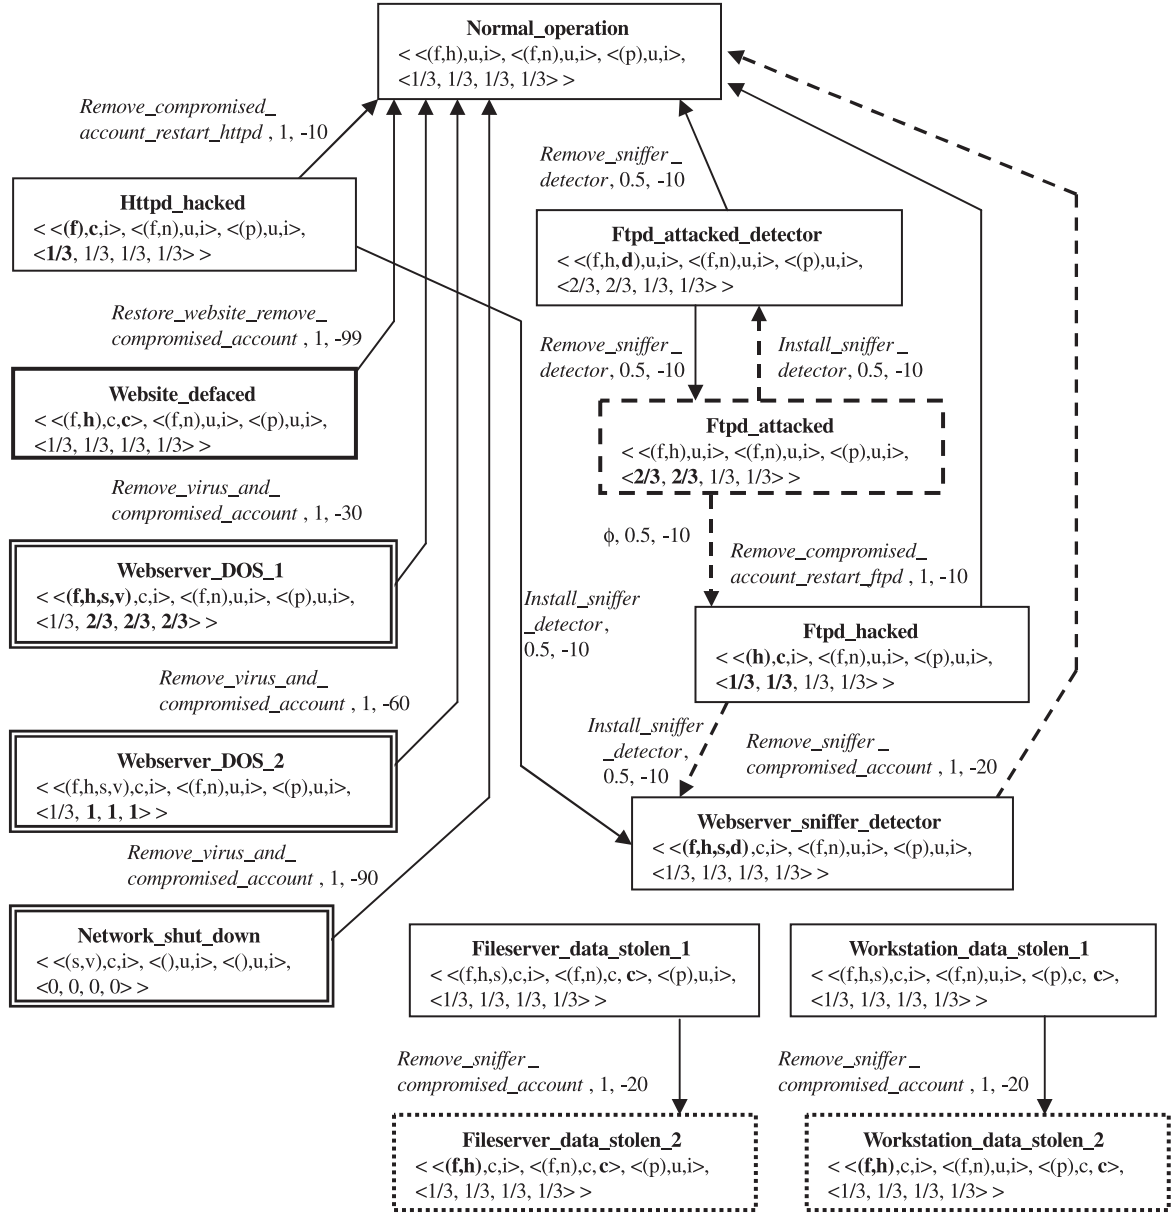 Normal_operation
< <(f,h),u,i>, <(f,n),u,i>, <(p),u,i>,
<1/3, 1/3, 1/3, 1/3> >
Remove_compromised_
account_restart_httpd , 1, -10
Httpd_hacked
< <(f),c,i>, <(f,n),u,i>, <(p),u,i>,
<1/3, 1/3, 1/3, 1/3> >
Remove_sniffer_
detector, 0.5, -10
Ftpd_attacked_detector
< <(f,h,d),u,i>, <(f,n),u,i>, <(p),u,i>,
<2/3, 2/3, 1/3, 1/3> >
Restore_website_remove_
compromised_account , 1, -99
Remove_sniffer_
detector, 0.5, -10
Install_sniffer_
detector, 0.5, -10
Website_defaced
< <(f,h),c,c>, <(f,n),u,i>, <(p),u,i>,
<1/3, 1/3, 1/3, 1/3> >
Ftpd_attacked
< <(f,h),u,i>, <(f,n),u,i>, <(p),u,i>,
<2/3, 2/3, 1/3, 1/3> >
Remove_virus_and_
compromised_account , 1, -30
ϕ, 0.5, -10
Remove_compromised_
account_restart_ftpd , 1, -10
Webserver_DOS_1
< <(f,h,s,v),c,i>, <(f,n),u,i>, <(p),u,i>,
<1/3, 2/3, 2/3, 2/3> >
Install_sniffer
_detector,
0.5, -10
Ftpd_hacked
< <(h),c,i>, <(f,n),u,i>, <(p),u,i>,
<1/3, 1/3, 1/3, 1/3> >
Remove_virus_and_
compromised_account , 1, -60
Install_sniffer
_detector,
0.5, -10
Remove_sniffer_
compromised_account , 1, -20
Webserver_DOS_2
< <(f,h,s,v),c,i>, <(f,n),u,i>, <(p),u,i>,
<1/3, 1, 1, 1> >
Webserver_sniffer_detector
< <(f,h,s,d),c,i>, <(f,n),u,i>, <(p),u,i>,
<1/3, 1/3, 1/3, 1/3> >
Remove_virus_and_
compromised_account , 1, -90
Network_shut_down
< <(s,v),c,i>, <(),u,i>, <(),u,i>,
<0, 0, 0, 0> >
Fileserver_data_stolen_1
< <(f,h,s),c,i>, <(f,n),c, c>, <(p),u,i>,
<1/3, 1/3, 1/3, 1/3> >
Workstation_data_stolen_1
< <(f,h,s),c,i>, <(f,n),u,i>, <(p),c, c>,
<1/3, 1/3, 1/3, 1/3> >
Remove_sniffer_
compromised_account , 1, -20
Remove_sniffer_
compromised_account , 1, -20
Fileserver_data_stolen_2
< <(f,h),c,i>, <(f,n),c, c>, <(p),u,i>,
<1/3, 1/3, 1/3, 1/3> >
Workstation_data_stolen_2
< <(f,h),c,i>, <(f,n),u,i>, <(p),c, c>,
<1/3, 1/3, 1/3, 1/3> >